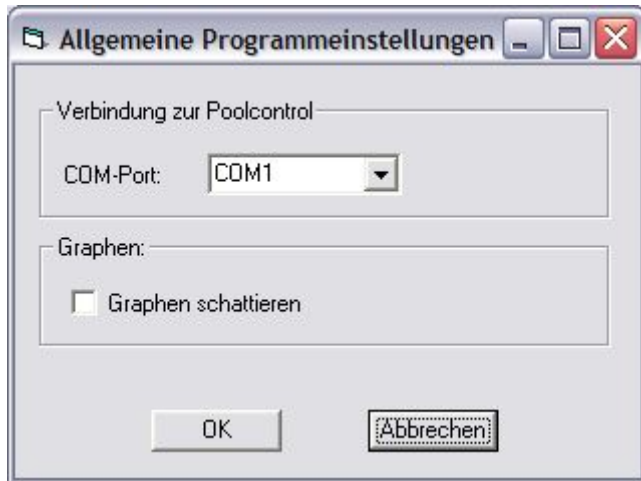 Allgemeine Programmeinstellungen
Verbindung zur Poolcontrol
COM-Port: COM1
Graphen:
Graphen schattieren
OK Abbrechen